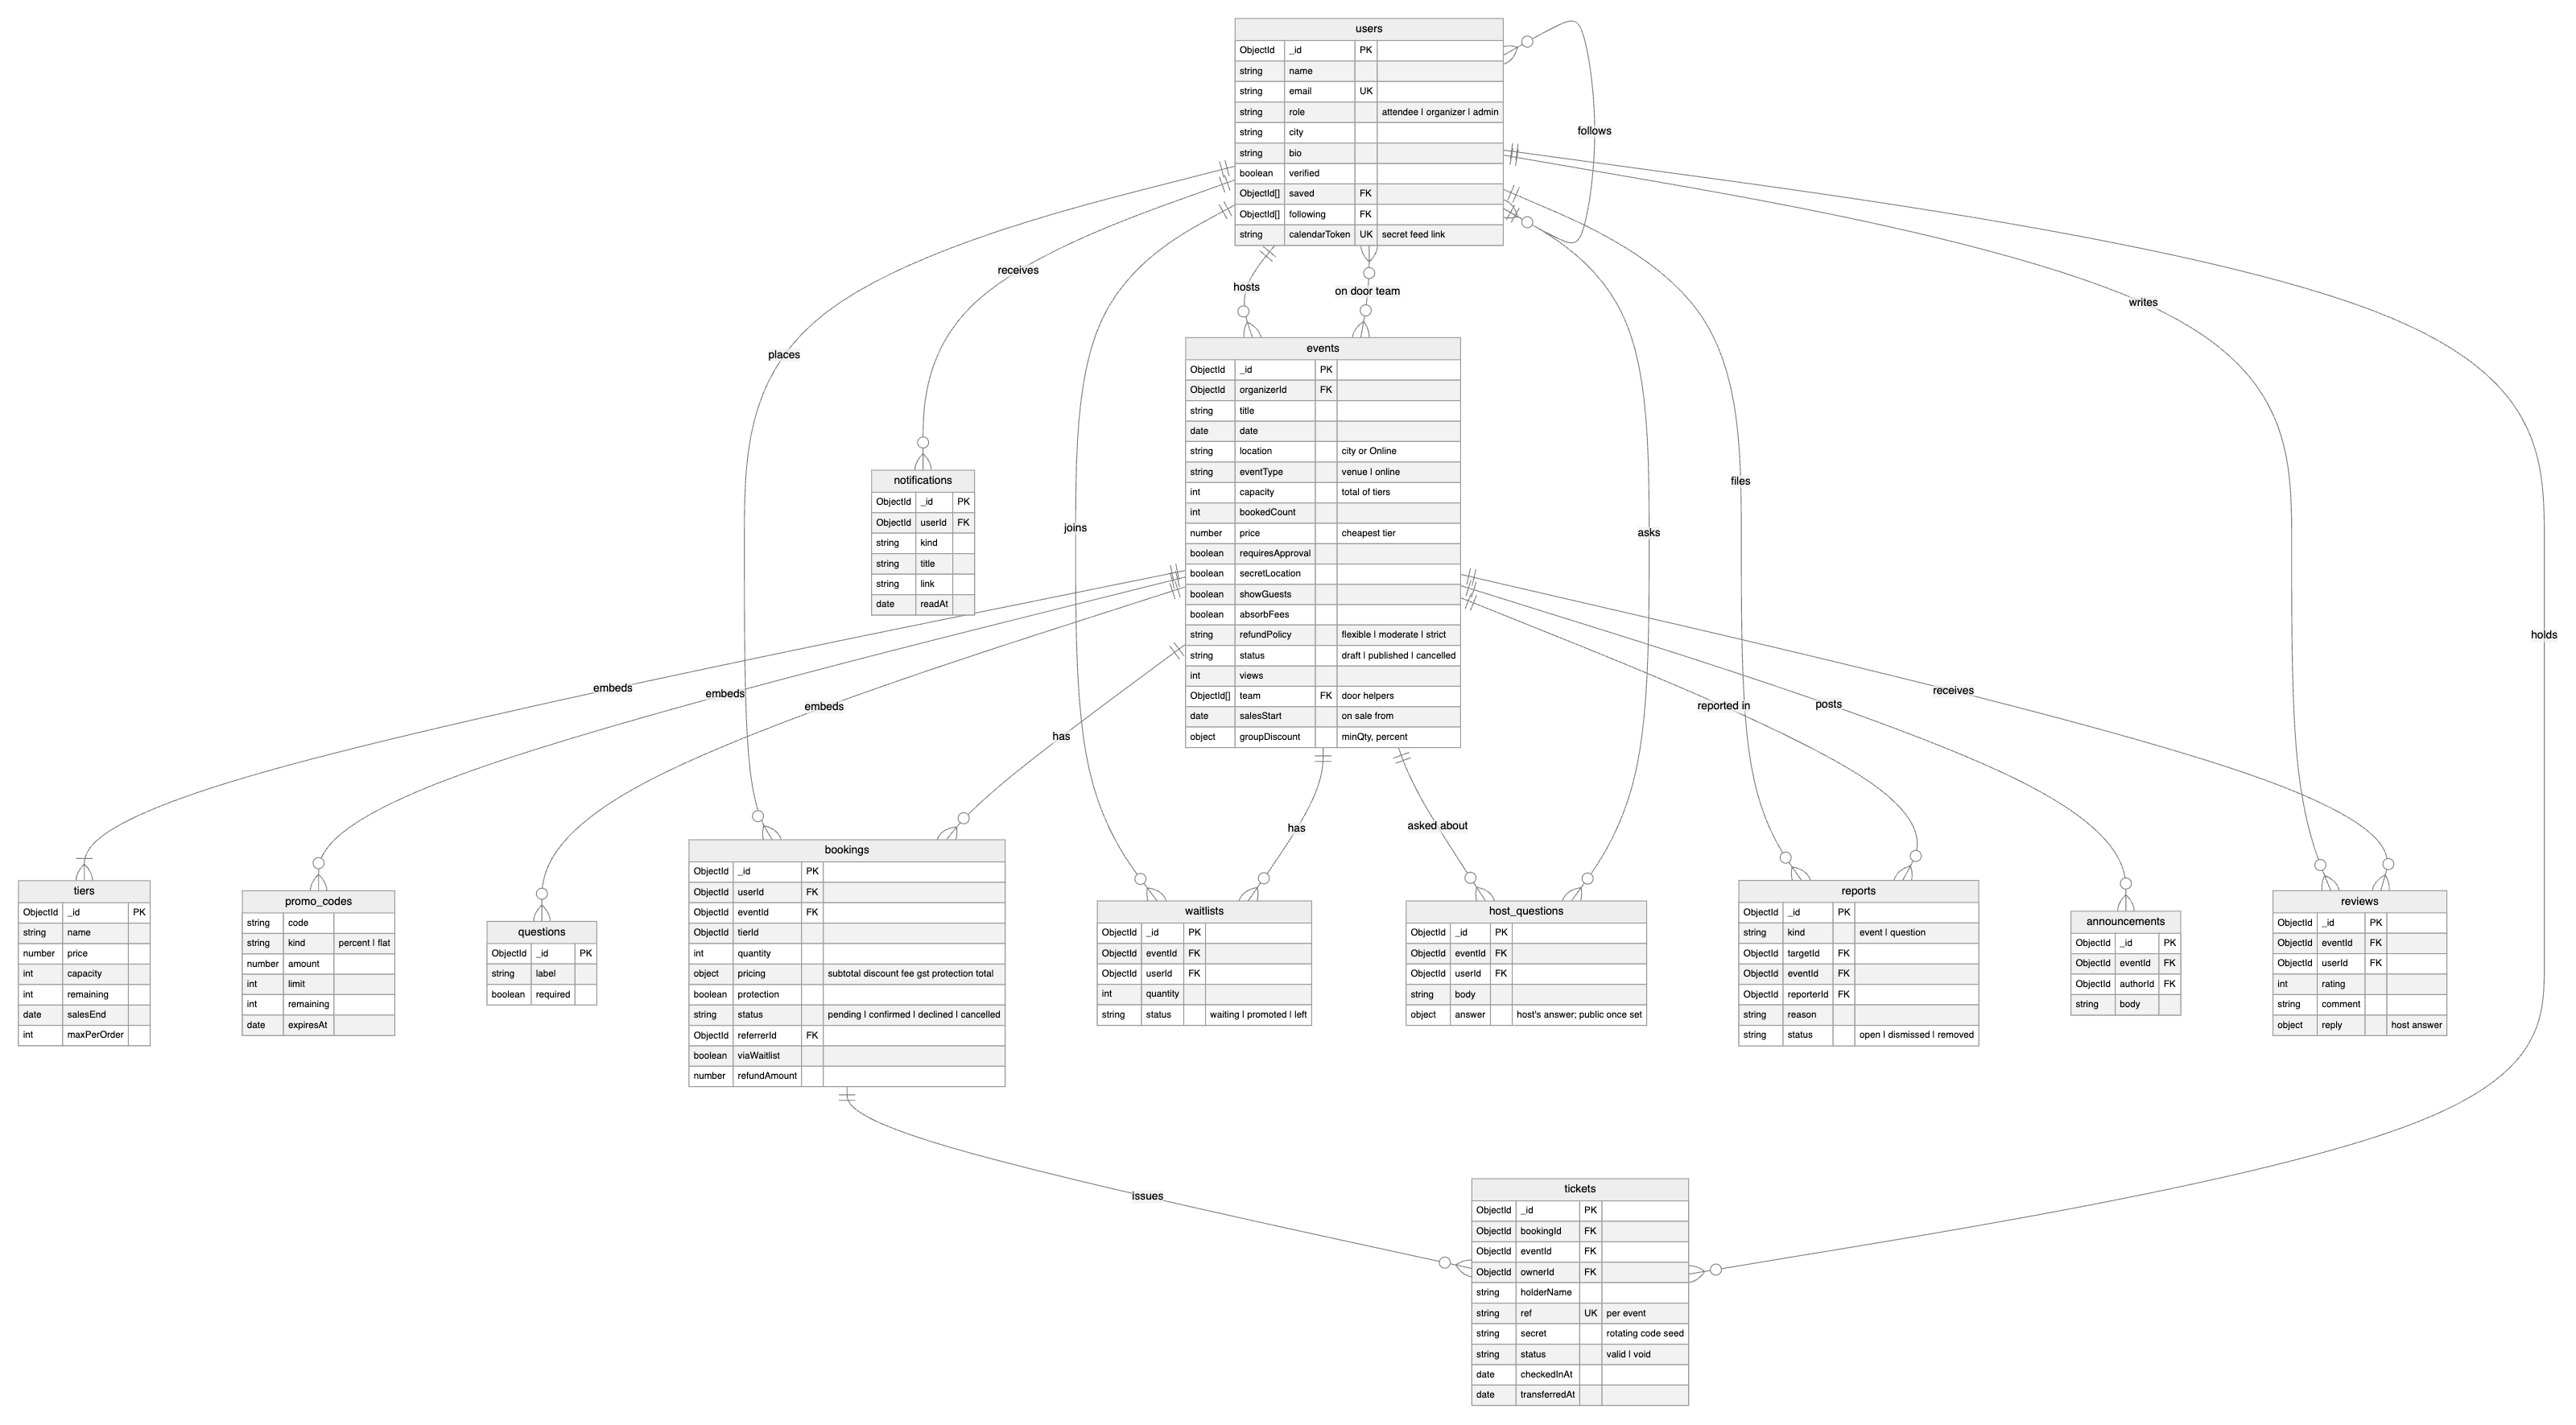 users
ObjectId _id PK
string name
string email UK
string role attendee | organizer | admin
string city
string bio
boolean verified
ObjectId[] saved FK
ObjectId[] following FK
string calendarToken UK secret feed link
follows
receives
hosts
on door team
writes
places
events
ObjectId _id PK
ObjectId organizerId FK
string title
date date
string location city or Online
string eventType venue | online
int capacity total of tiers
int bookedCount
number price cheapest tier
boolean requiresApproval
boolean secretLocation
boolean showGuests
boolean absorbFees
string refundPolicy flexible | moderate | strict
string status draft | published | cancelled
int views
ObjectId[] team FK door helpers
date salesStart on sale from
object groupDiscount minQty, percent
notifications
ObjectId _id PK
ObjectId userId FK
string kind
string title
string link
date readAt
files
joins
asks
holds
embeds
embeds
embeds
has
reported in
posts
receives
has
asked about
tiers
ObjectId _id PK
string name
number price
int capacity
int remaining
date salesEnd
int maxPerOrder
promo_codes
string code
string kind percent | flat
number amount
int limit
int remaining
date expiresAt
questions
ObjectId _id PK
string label
boolean required
bookings
ObjectId _id PK
ObjectId userId FK
ObjectId eventId FK
ObjectId tierId
int quantity
object pricing subtotal discount fee gst protection total
boolean protection
string status pending | confirmed | declined | cancelled
ObjectId referrerId FK
boolean viaWaitlist
number refundAmount
waitlists
ObjectId _id PK
ObjectId eventId FK
ObjectId userId FK
int quantity
string status waiting | promoted | left
host_questions
ObjectId _id PK
ObjectId eventId FK
ObjectId userId FK
string body
object answer host's answer; public once set
reports
ObjectId _id PK
string kind event | question
ObjectId targetId FK
ObjectId eventId FK
ObjectId reporterId FK
string reason
string status open | dismissed | removed
announcements
ObjectId _id PK
ObjectId eventId FK
ObjectId authorId FK
string body
reviews
ObjectId _id PK
ObjectId eventId FK
ObjectId userId FK
int rating
string comment
object reply host answer
issues
tickets
ObjectId _id PK
ObjectId bookingId FK
ObjectId eventId FK
ObjectId ownerId FK
string holderName
string ref UK per event
string secret rotating code seed
string status valid | void
date checkedInAt
date transferredAt